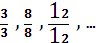 3/3 , 8/8 , 12/12 , ...